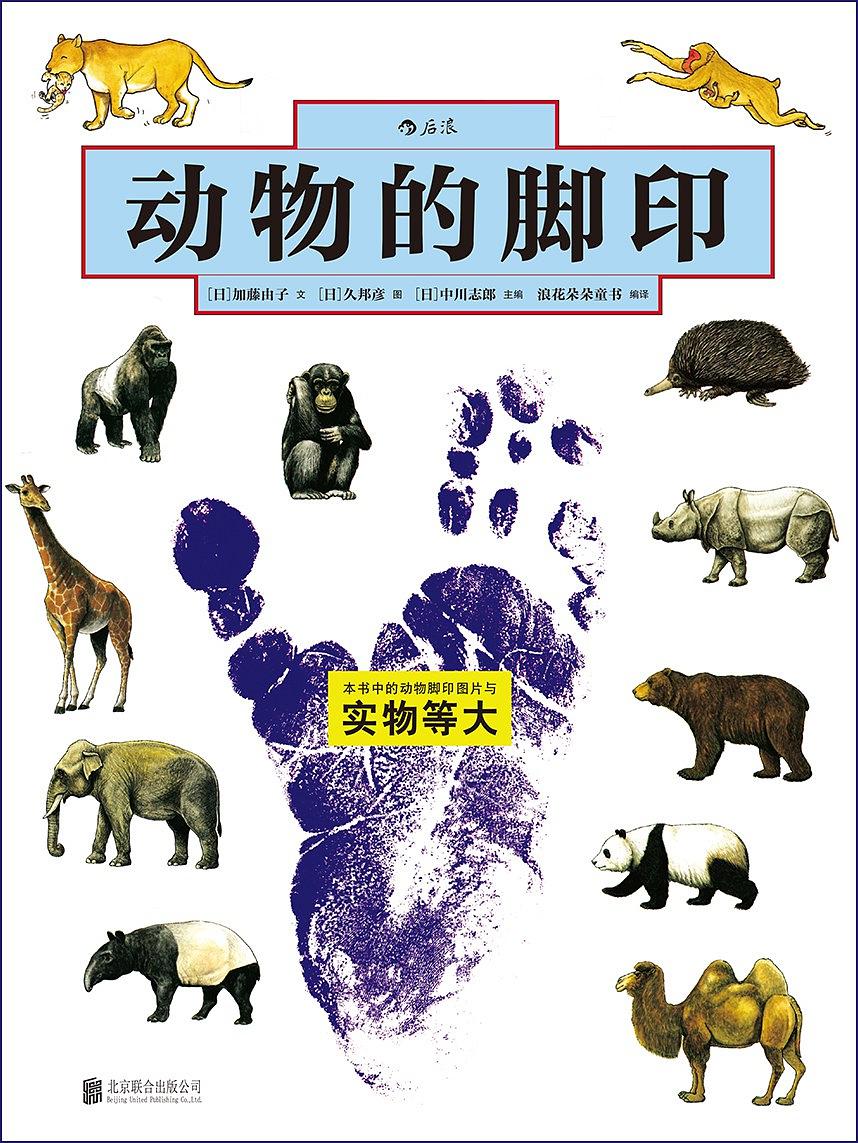 后浪
动物的脚印
[日]加藤由子 文 [日]久邦彦 图 [日]中川志郎 主编 浪花朵朵童书 编译
本书中的动物脚印图片与
实物等大
北京联合出版公司
Beijing United Publishing Co.,Ltd.